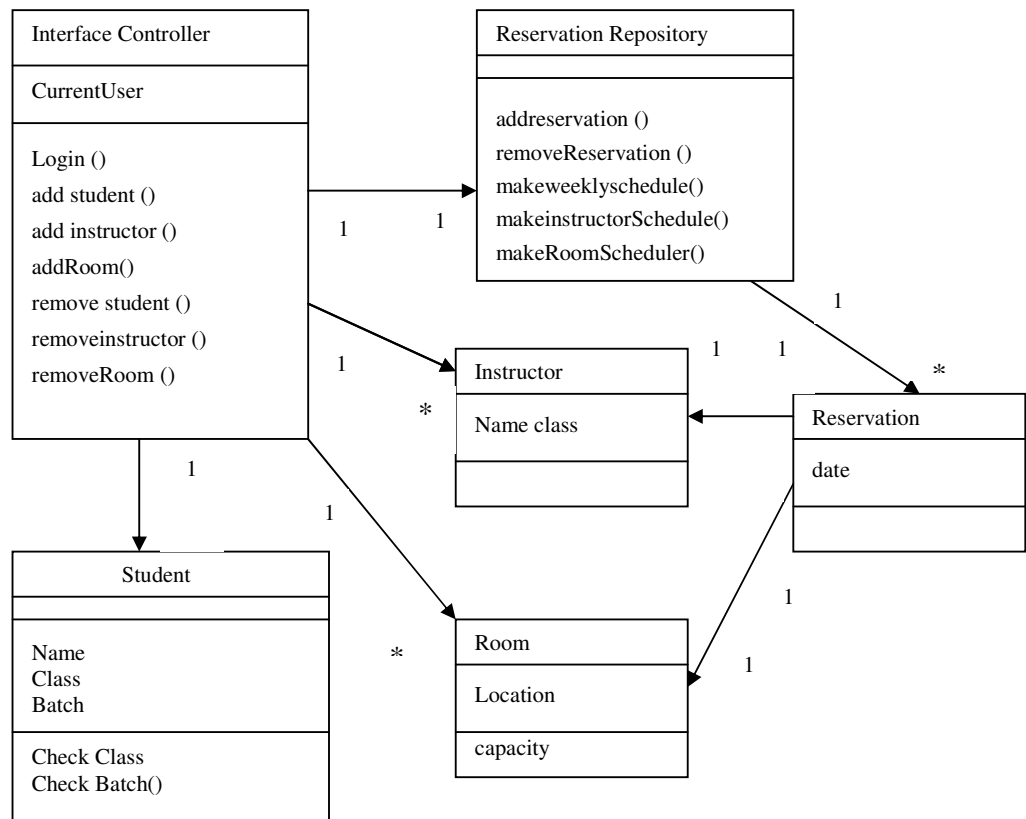 Interface Controller
CurrentUser
Login ()
add student ()
add instructor ()
addRoom()
remove student ()
removeinstructor ()
removeRoom ()
Reservation Repository
addreservation ()
removeReservation ()
makeweeklyschedule()
makeinstructorSchedule()
makeRoomScheduler()
1
1
1
*
1
1
1
*
Instructor
Name class
Reservation
date
1
1
*
Student
Name
Class
Batch
Check Class
Check Batch()
Room
Location
capacity
1
1